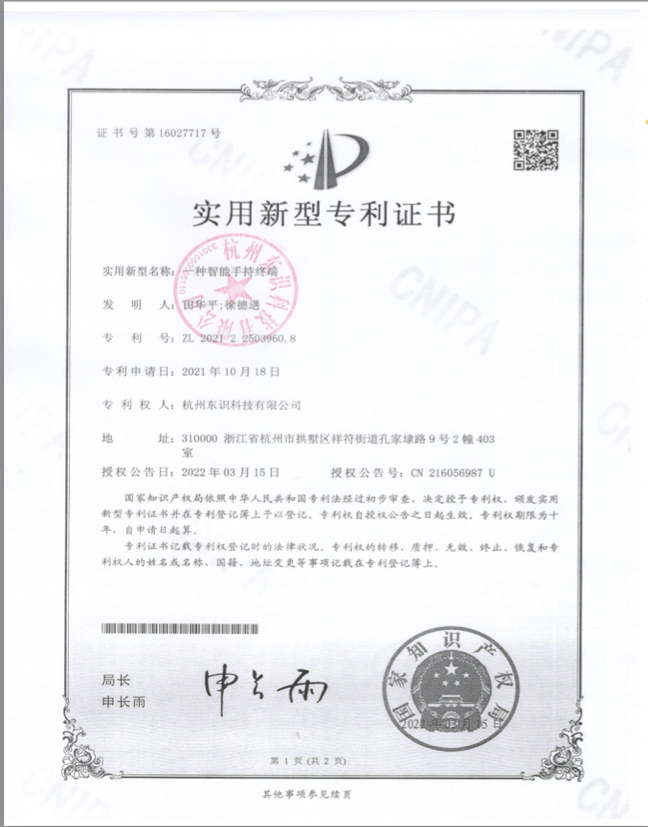 证书号第16027717号
实用新型专利证书
实用新型名称：一种智能手持终端
发明人：田华平;徐德遇
专利号：ZL 2021 2 2503960.8
专利申请日：2021年10月18日
专利权人：杭州东识科技有限公司
地址：310000 浙江省杭州市拱墅区祥符街道孔家埭路9号2幢403
室
授权公告日：2022年03月15日 授权公告号：CN 216056987 U
国家知识产权局依照中华人民共和国专利法经过初步审查，决定授予专利权，颁发实用
新型专利证书并在专利登记簿上予以登记。专利权自授权公告之日起生效。专利权期限为十
年，自申请日起算。
专利证书记载专利权登记时的法律状况。专利权的转移、质押、无效、终止、恢复和专
利权人的姓名或名称、国籍、地址变更等事项记载在专利登记簿上。
局长
申长雨
申长雨
国家知识产权局
2022年03月15日
第1页(共2页)
其他事项参见续页
杭州东识科技有限公司
CNIPA